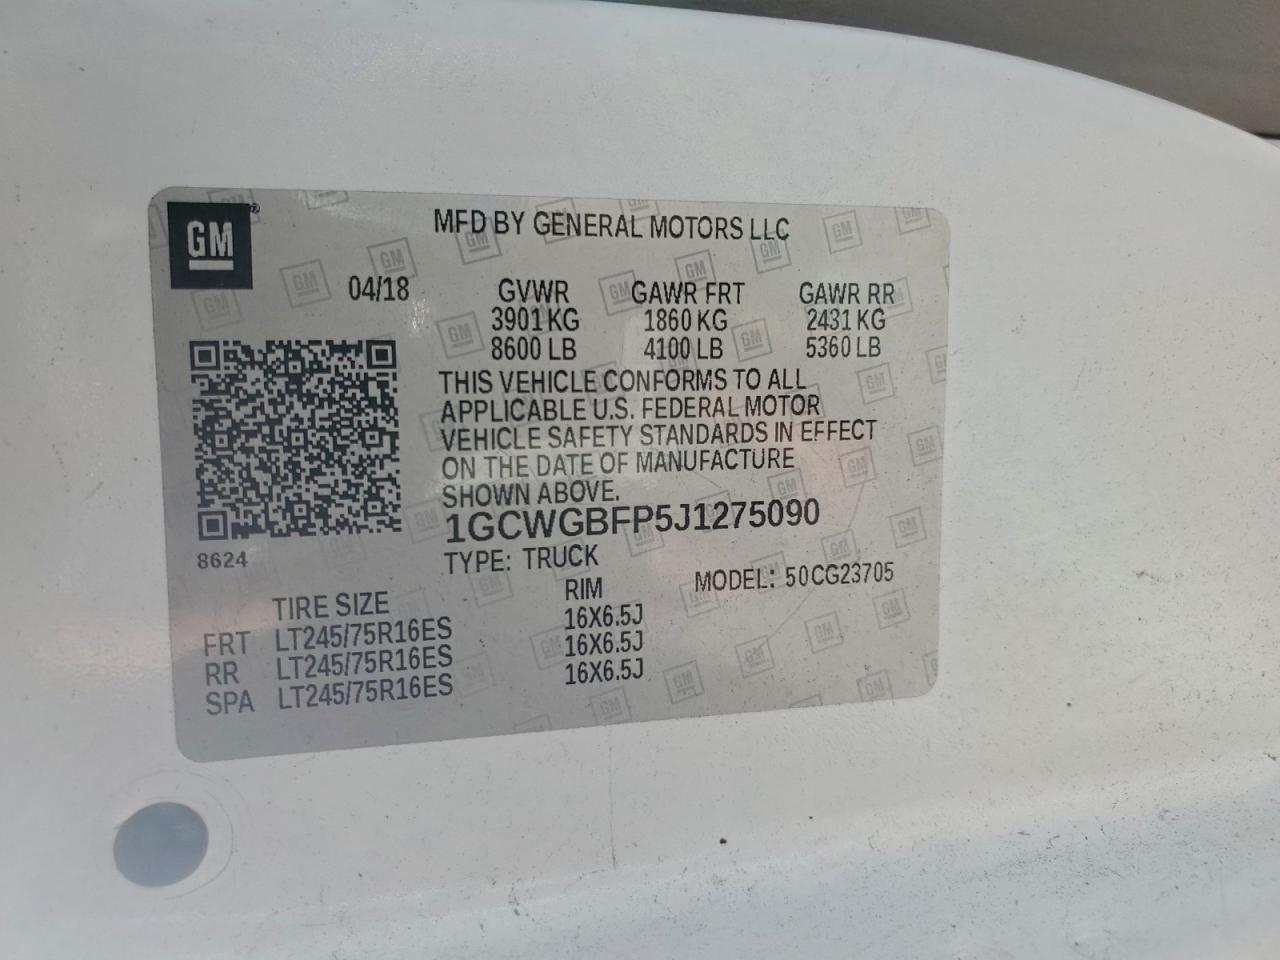 GM®
MFD BY GENERAL MOTORS LLC
04/18 GVWR GAWR FRT GAWR RR
3901 KG 1860 KG 2431 KG
8600 LB 4100 LB 5360 LB
THIS VEHICLE CONFORMS TO ALL
APPLICABLE U.S. FEDERAL MOTOR
VEHICLE SAFETY STANDARDS IN EFFECT
ON THE DATE OF MANUFACTURE
SHOWN ABOVE.
1GCWGBFP5J1275090
8624
TYPE: TRUCK
MODEL: 50CG23705
TIRE SIZE RIM
FRT LT245/75R16ES 16X6.5J
RR LT245/75R16ES 16X6.5J
SPA LT245/75R16ES 16X6.5J